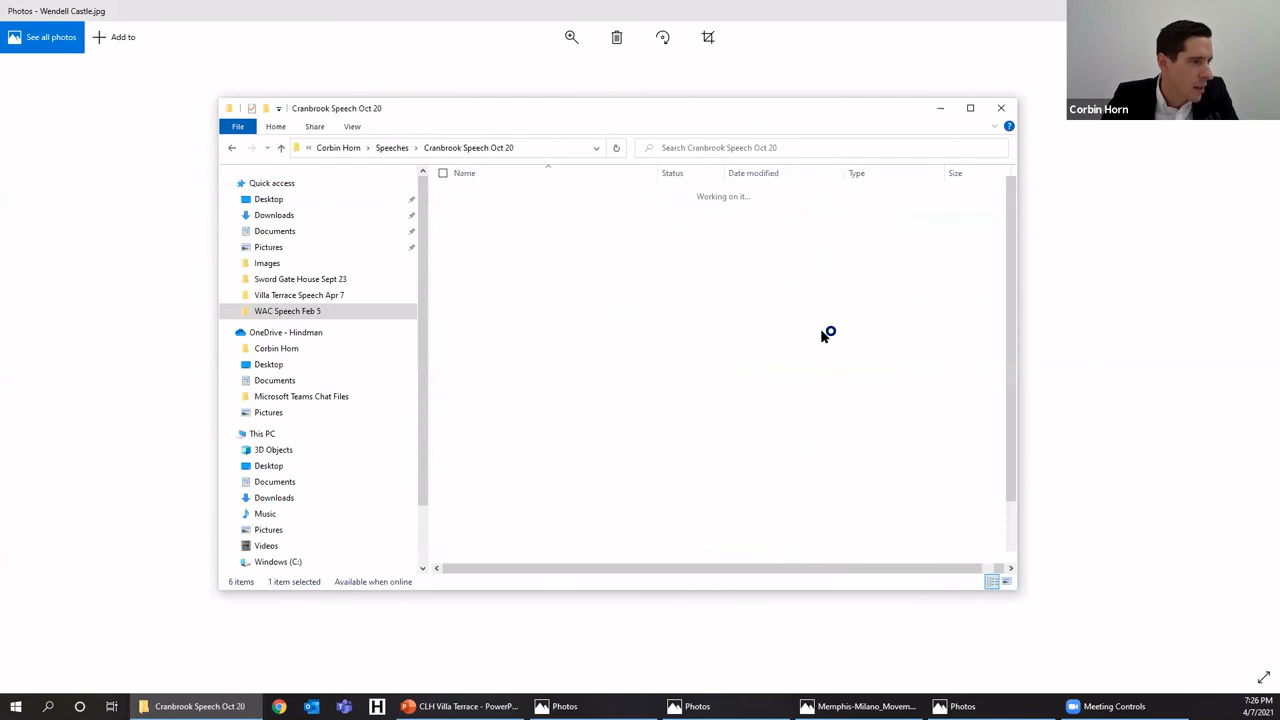 Photos - Wendell Castle.jpg
See all photos
Add to
Corbin Horn
Cranbrook Speech Oct 20
File
Home
Share
View
« Corbin Horn > Speeches > Cranbrook Speech Oct 20
Search Cranbrook Speech Oct 20
Name
Status
Date modified
Type
Size
Working on it...
Quick access
Desktop
Downloads
Documents
Pictures
Images
Sword Gate House Sept 23
Villa Terrace Speech Apr 7
WAC Speech Feb 5
OneDrive - Hindman
Corbin Horn
Desktop
Documents
Microsoft Teams Chat Files
Pictures
This PC
3D Objects
Desktop
Documents
Downloads
Music
Pictures
Videos
Windows (C:)
6 items
1 item selected
Available when online
Cranbrook Speech Oct 20
H
CLH Villa Terrace - PowerP...
Photos
Photos
Memphis-Milano_Movem...
Photos
Meeting Controls
7:26 PM
4/7/2021